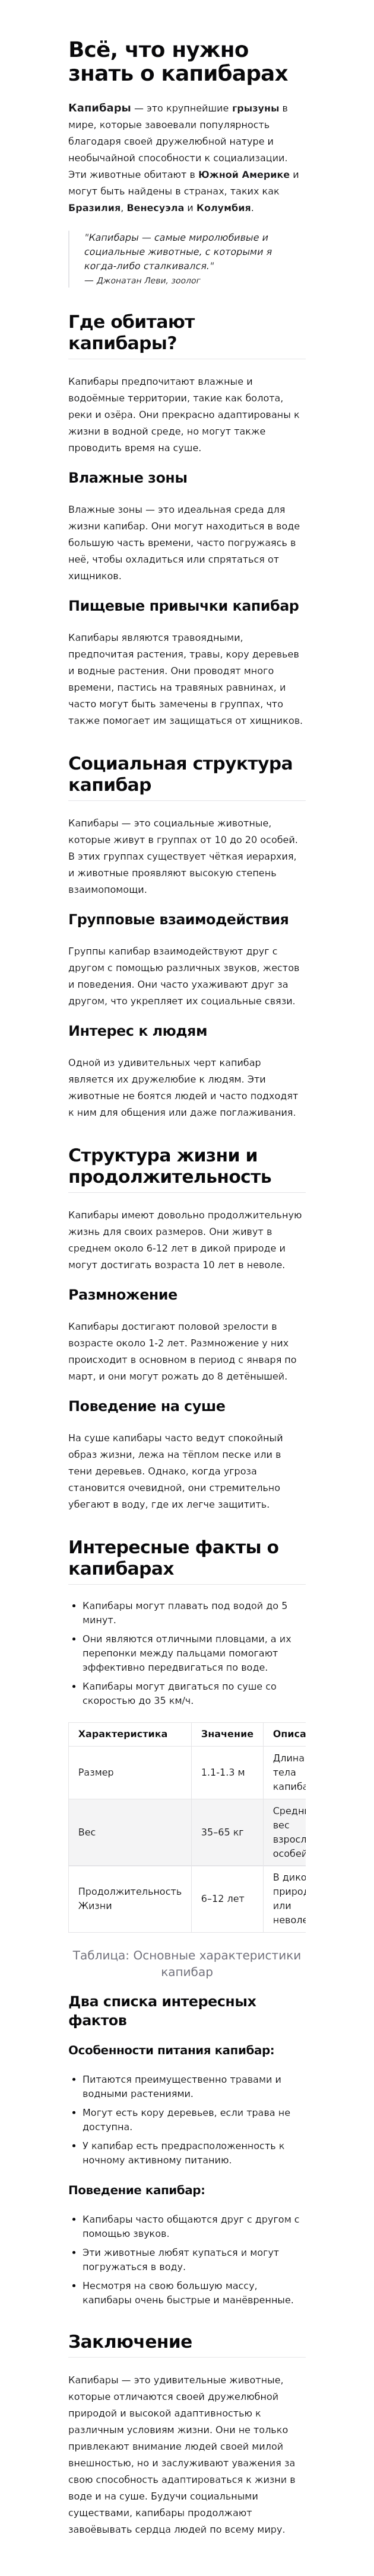 Всё, что нужно
знать о капибарах
Капибары — это крупнейшие грызуны в
мире, которые завоевали популярность
благодаря своей дружелюбной натуре и
необычайной способности к социализации.
Эти животные обитают в Южной Америке и
могут быть найдены в странах, таких как
Бразилия, Венесуэла и Колумбия.
"Капибары — самые миролюбивые и
социальные животные, с которыми я
когда-либо сталкивался."
— Джонатан Леви, зоолог
Где обитают
капибары?
Капибары предпочитают влажные и
водоёмные территории, такие как болота,
реки и озёра. Они прекрасно адаптированы к
жизни в водной среде, но могут также
проводить время на суше.
Влажные зоны
Влажные зоны — это идеальная среда для
жизни капибар. Они могут находиться в воде
большую часть времени, часто погружаясь в
неё, чтобы охладиться или спрятаться от
хищников.
Пищевые привычки капибар
Капибары являются травоядными,
предпочитая растения, травы, кору деревьев
и водные растения. Они проводят много
времени, пастись на травяных равнинах, и
часто могут быть замечены в группах, что
также помогает им защищаться от хищников.
Социальная структура
капибар
Капибары — это социальные животные,
которые живут в группах от 10 до 20 особей.
В этих группах существует чёткая иерархия,
и животные проявляют высокую степень
взаимопомощи.
Групповые взаимодействия
Группы капибар взаимодействуют друг с
другом с помощью различных звуков, жестов
и поведения. Они часто ухаживают друг за
другом, что укрепляет их социальные связи.
Интерес к людям
Одной из удивительных черт капибар
является их дружелюбие к людям. Эти
животные не боятся людей и часто подходят
к ним для общения или даже поглаживания.
Структура жизни и
продолжительность
Капибары имеют довольно продолжительную
жизнь для своих размеров. Они живут в
среднем около 6-12 лет в дикой природе и
могут достигать возраста 10 лет в неволе.
Размножение
Капибары достигают половой зрелости в
возрасте около 1-2 лет. Размножение у них
происходит в основном в период с января по
март, и они могут рожать до 8 детёнышей.
Поведение на суше
На суше капибары часто ведут спокойный
образ жизни, лежа на тёплом песке или в
тени деревьев. Однако, когда угроза
становится очевидной, они стремительно
убегают в воду, где их легче защитить.
Интересные факты о
капибарах
• Капибары могут плавать под водой до 5
минут.
• Они являются отличными пловцами, а их
перепонки между пальцами помогают
эффективно передвигаться по воде.
• Капибары могут двигаться по суше со
скоростью до 35 км/ч.
Характеристика Значение
Размер 1.1-1.3 м Длина
тела
Вес 35–65 кг
вес
Продолжительность
Жизни 6–12 лет В
или
Таблица: Основные характеристики
капибар
Два списка интересных
фактов
Особенности питания капибар:
• Питаются преимущественно травами и
водными растениями.
• Могут есть кору деревьев, если трава не
доступна.
• У капибар есть предрасположенность к
ночному активному питанию.
Поведение капибар:
• Капибары часто общаются друг с другом с
помощью звуков.
• Эти животные любят купаться и могут
погружаться в воду.
• Несмотря на свою большую массу,
капибары очень быстрые и манёвренные.
Заключение
Капибары — это удивительные животные,
которые отличаются своей дружелюбной
природой и высокой адаптивностью к
различным условиям жизни. Они не только
привлекают внимание людей своей милой
внешностью, но и заслуживают уважения за
свою способность адаптироваться к жизни в
воде и на суше. Будучи социальными
существами, капибары продолжают
завоёвывать сердца людей по всему миру.